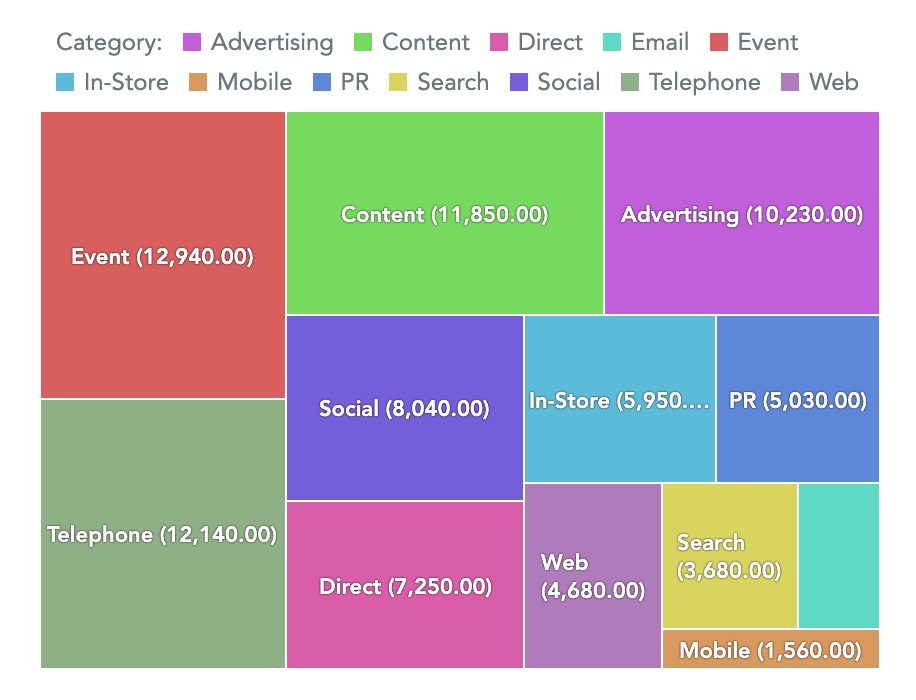 Category: Advertising Content Direct Email Event
In-Store Mobile PR Search Social Telephone Web
Content (11,850.00)
Advertising (10,230.00)
Event (12,940.00)
Social (8,040.00)
In-Store (5,950.…
PR (5,030.00)
Telephone (12,140.00)
Direct (7,250.00)
Web
(4,680.00)
Search
(3,680.00)
Mobile (1,560.00)